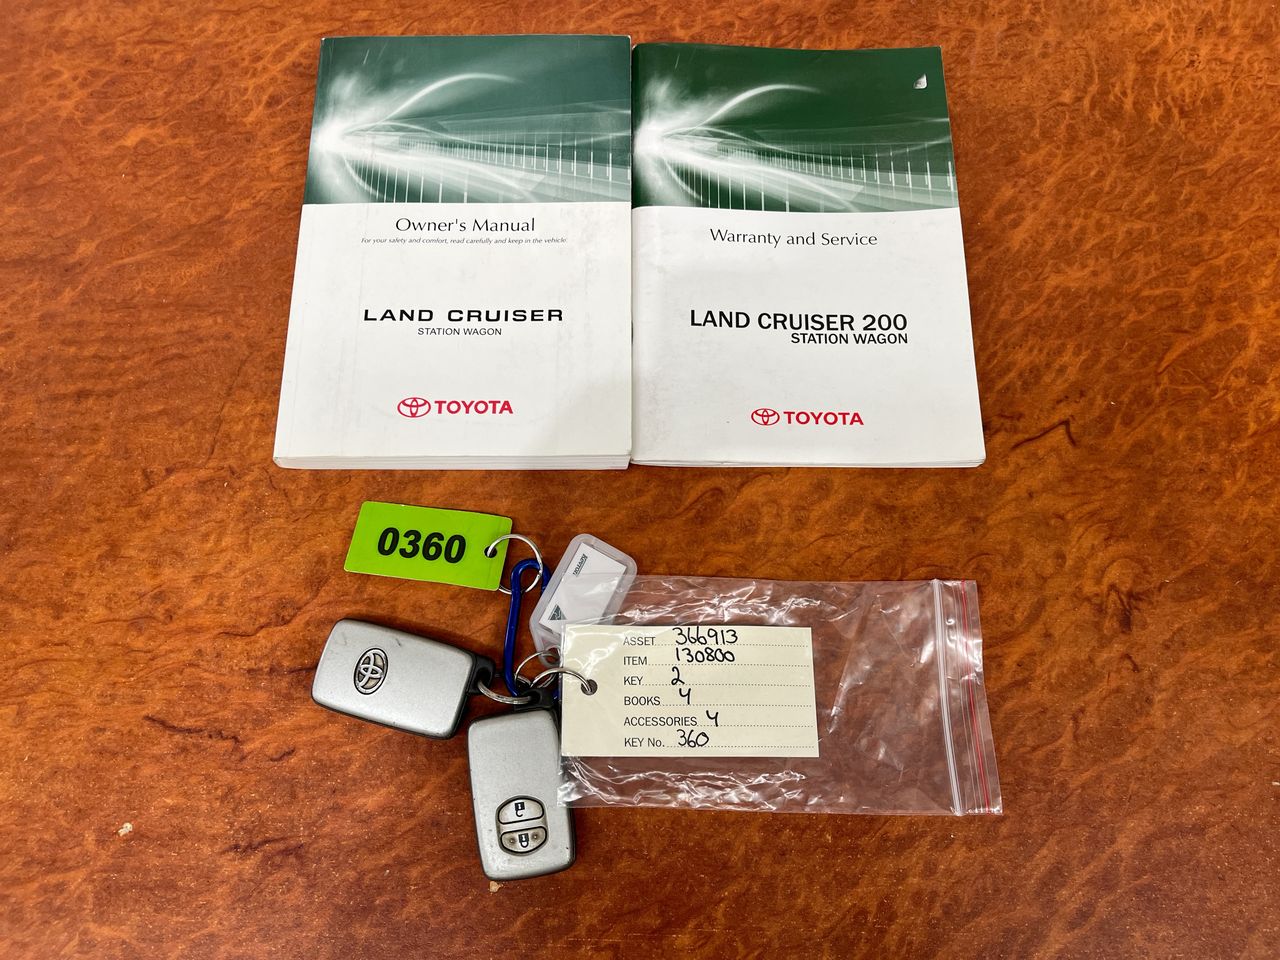 Owner's Manual
For your safety and comfort, read carefully and keep in the vehicle.
LAND CRUISER
STATION WAGON
TOYOTA
Warranty and Service
LAND CRUISER 200
STATION WAGON
TOYOTA
0360
ASSET 366913
ITEM 130800
KEY 2
BOOKS 4
ACCESSORIES 4
KEY No. 360